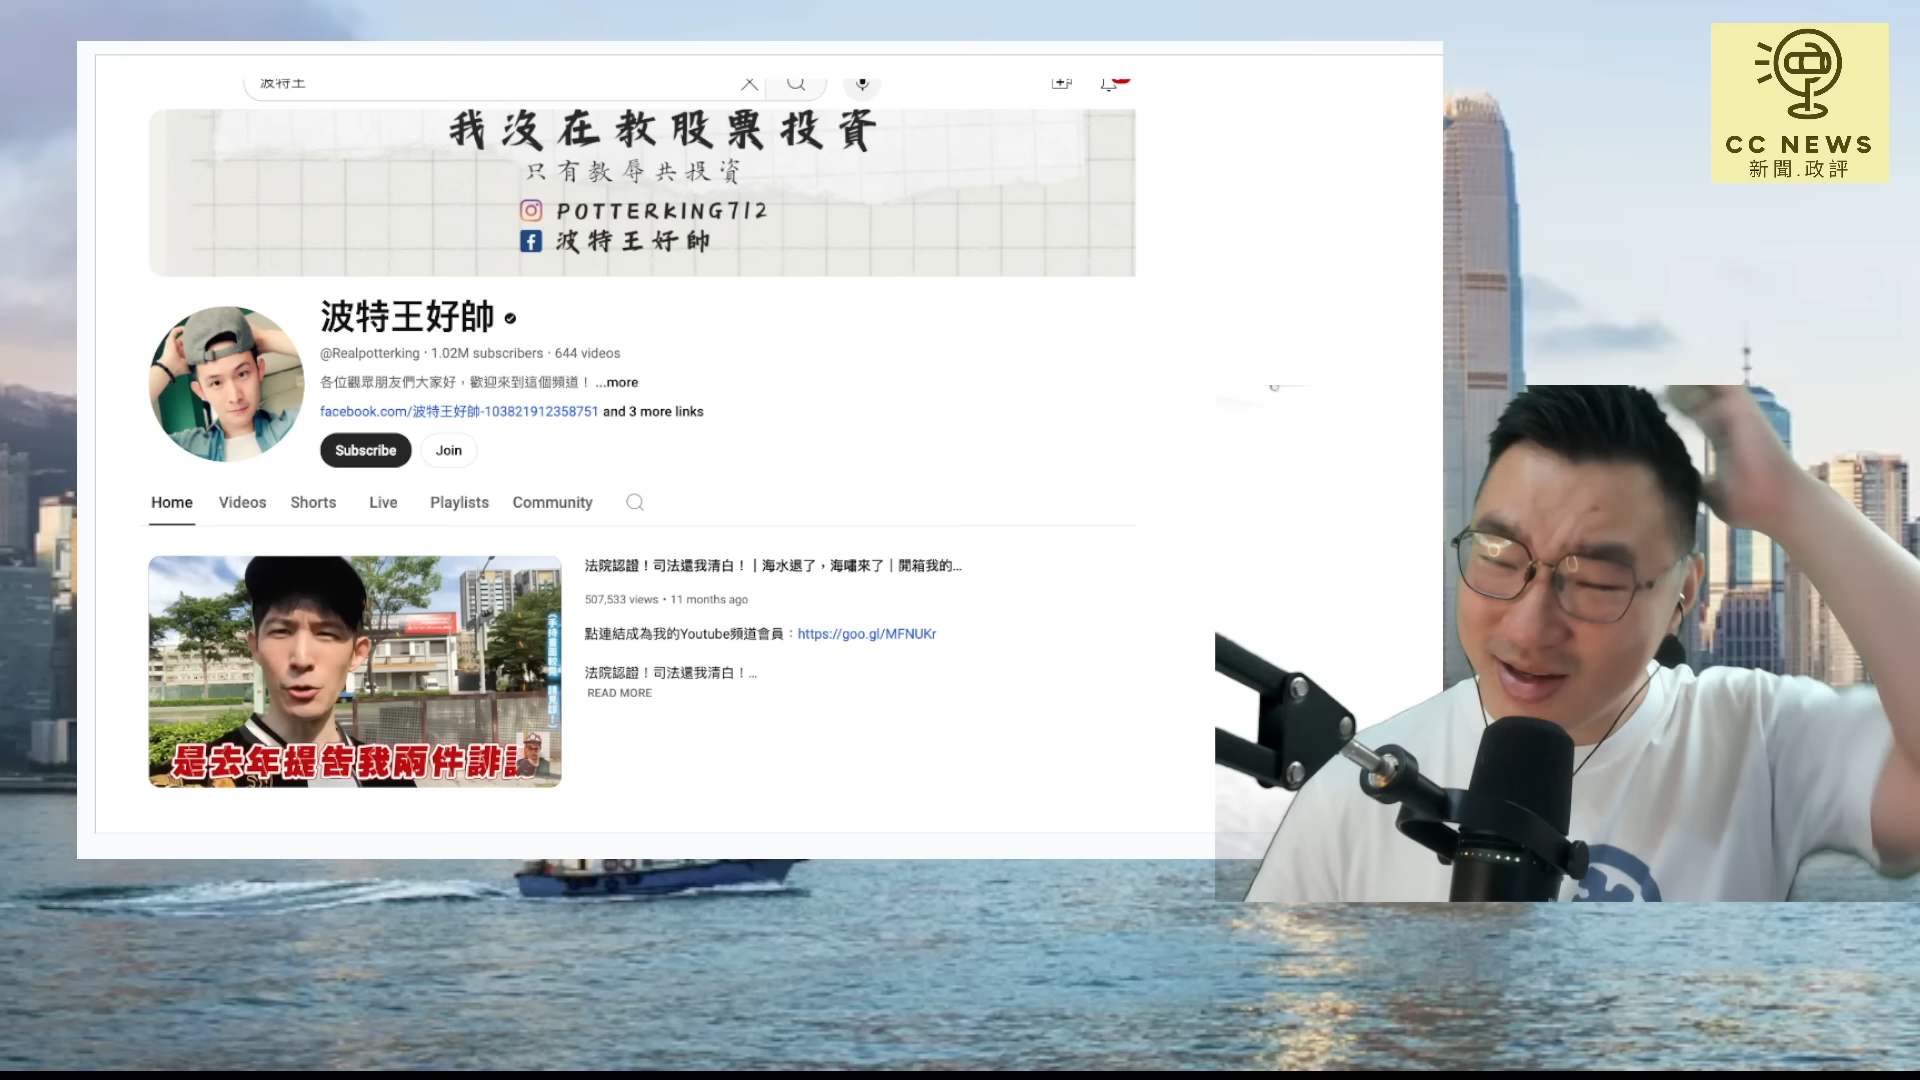 波特王
我沒在教股票投資
只有教辱共投資
POTTERKING712
波特王好帥
波特王好帥
@Realpotterking · 1.02M subscribers · 644 videos
各位觀眾朋友們大家好，歡迎來到這個頻道！ ...more
facebook.com/波特王好帥-103821912358751 and 3 more links
Subscribe
Join
Home
Videos
Shorts
Live
Playlists
Community
是去年提告我兩件誹
法院認證！司法還我清白！｜海水退了，海嘯來了｜開箱我的...
507,533 views • 11 months ago
點連結成為我的Youtube頻道會員：https://goo.gl/MFNUKr
法院認證！司法還我清白！...
READ MORE
CC NEWS
新聞.政評